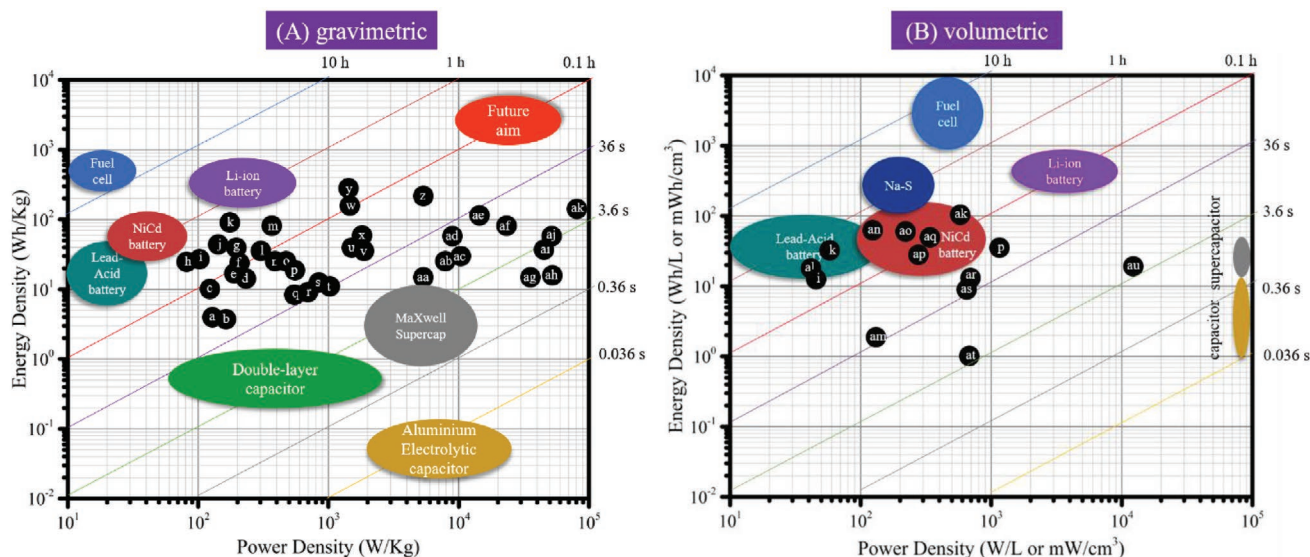 (A) gravimetric
10 h
1 h
0.1 h
10⁴
10³
10²
10¹
10⁰
10⁻¹
10⁻²
Energy Density (Wh/Kg)
Future
aim
Fuel
cell
Li-ion
battery
NiCd
battery
Lead-
Acid
battery
MaXwell
Supercap
Double-layer
capacitor
Aluminium
Electrolytic
capacitor
y
w
z
k
m
x
u
v
j
g
l
h
i
f
n
o
e
d
p
c
s
t
q
r
a
b
ae
af
ak
ad
aj
ab
ac
ai
aa
ag
ah
36 s
3.6 s
0.36 s
0.036 s
10¹
10²
10³
10⁴
10⁵
Power Density (W/Kg)
(B) volumetric
10 h
1 h
0.1 h
10⁴
10³
10²
10¹
10⁰
10⁻¹
10⁻²
Energy Density (Wh/L or mWh/cm³)
Fuel
cell
Na-S
Li-ion
battery
Lead-Acid
battery
NiCd
battery
an
ao
ak
aq
ap
p
k
al
i
ar
as
au
am
at
capacitor
supercapacitor
36 s
3.6 s
0.36 s
0.036 s
10¹
10²
10³
10⁴
10⁵
Power Density (W/L or mW/cm³)